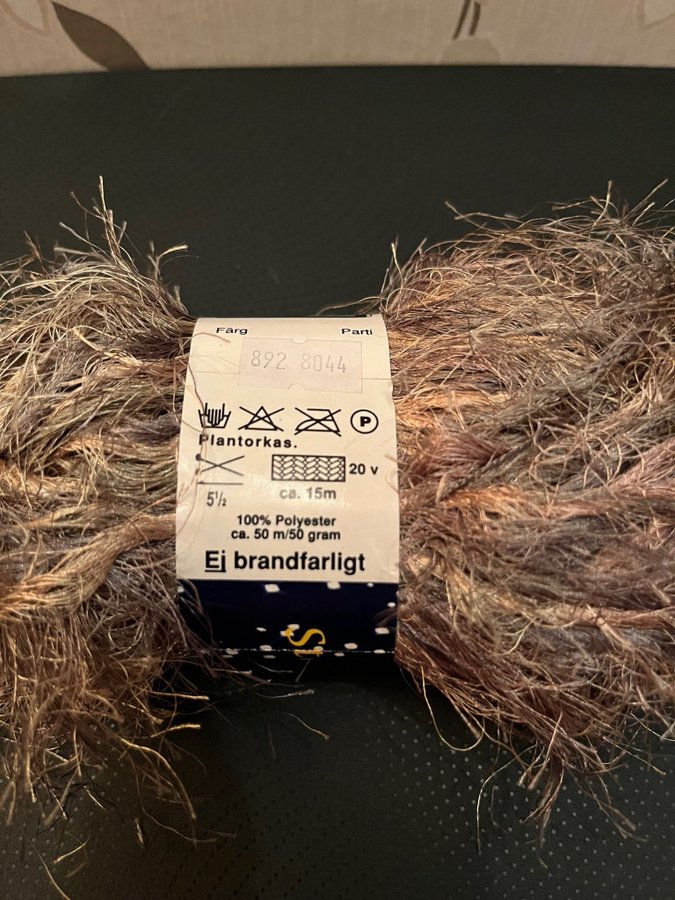 Färg Parti
892 8044
P
Plantorkas.
20 v
5½ ca. 15m
100% Polyester
ca. 50 m/50 gram
Ej brandfarligt
S